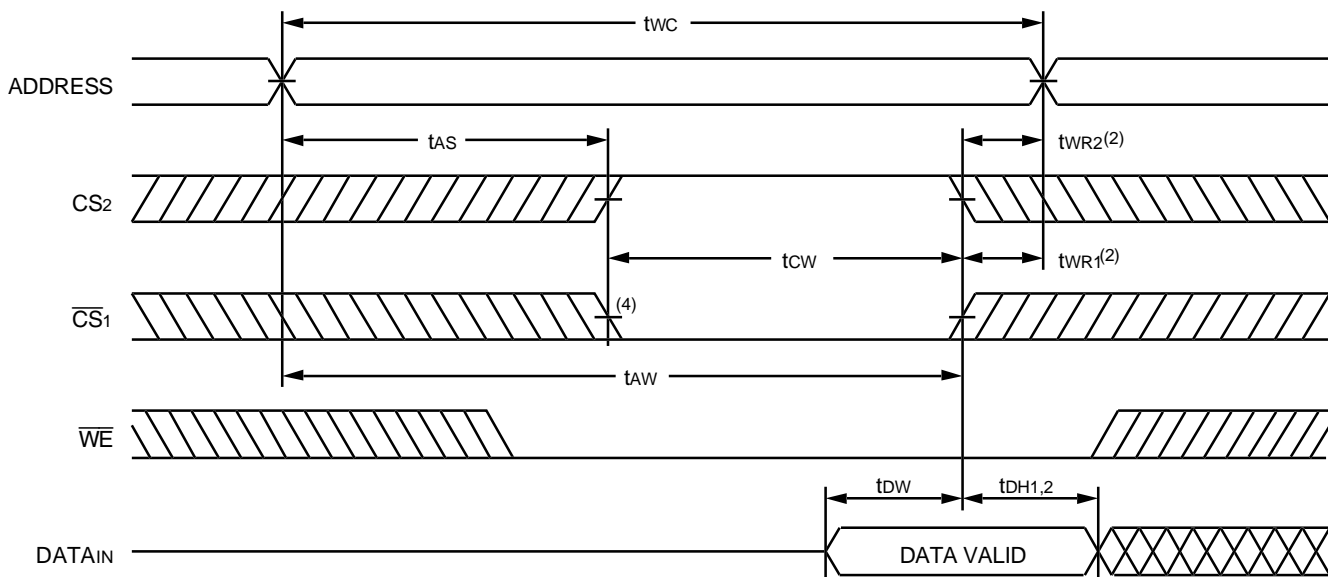 tWC
ADDRESS
tAS
tWR2(2)
CS2
tCW
tWR1(2)
CS1
(4)
tAW
WE
tDW
tDH1,2
DATAIN
DATA VALID